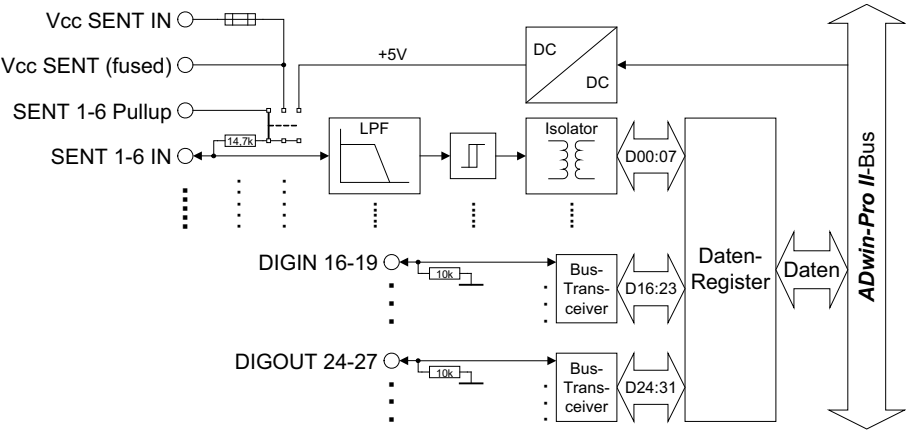 Vcc SENT IN
Vcc SENT (fused)
+5V
DC
DC
SENT 1-6 Pullup
14,7k
SENT 1-6 IN
LPF
Isolator
D00:07
DIGIN 16-19
10k
Bus-
Trans-
ceiver
D16:23
DIGOUT 24-27
10k
Bus-
Trans-
ceiver
D24:31
Daten-
Register
Daten
ADwin-Pro II-Bus